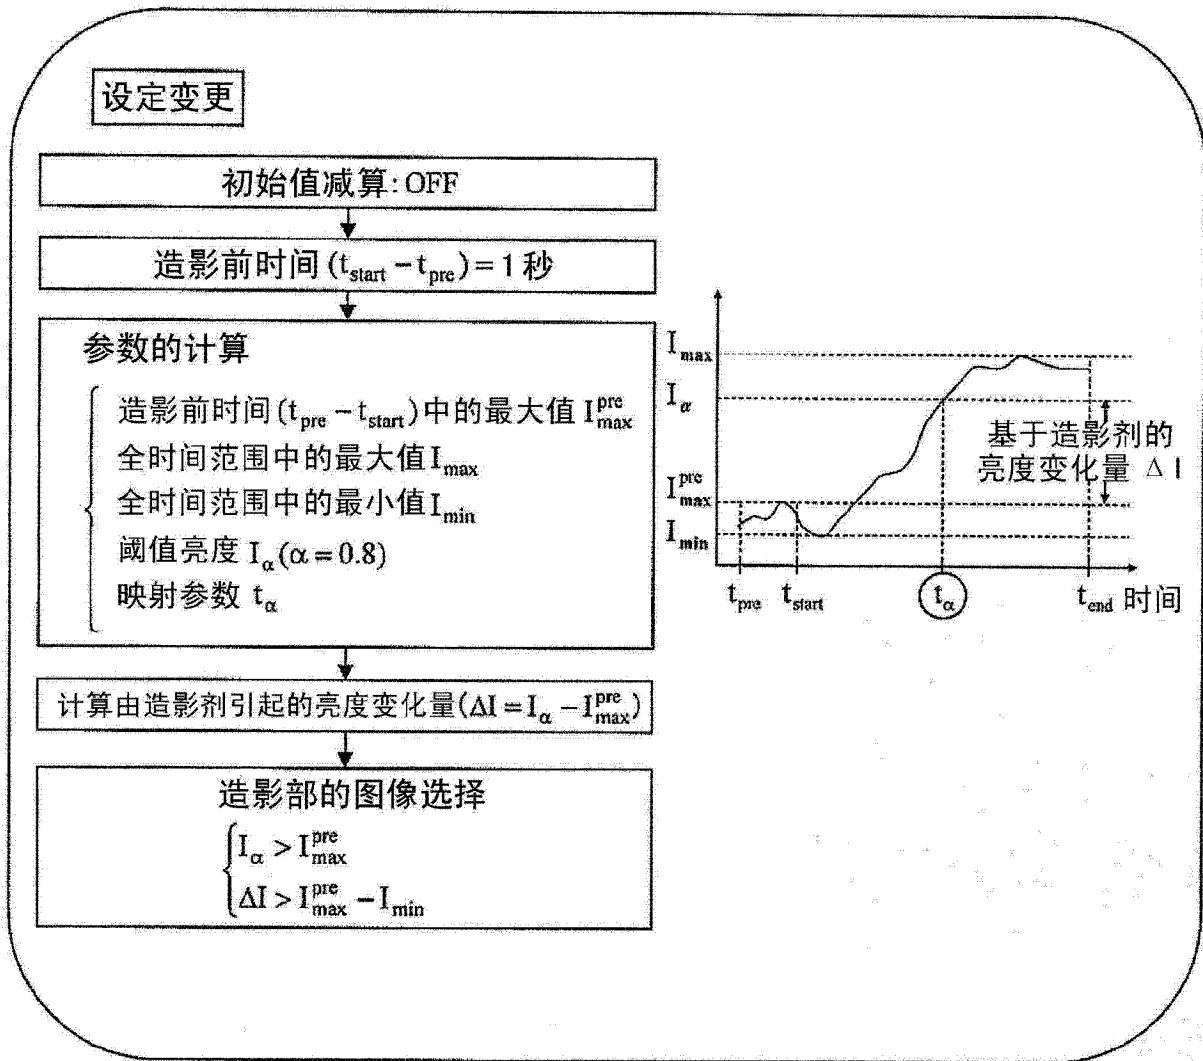 设定变更
初始值减算: OFF
造影前时间 (t_start − t_pre) = 1 秒
参数的计算
造影前时间 (t_pre − t_start) 中的最大值 I_max^pre
全时间范围中的最大值 I_max
全时间范围中的最小值 I_min
阈值亮度 I_α (α = 0.8)
映射参数 t_α
计算由造影剂引起的亮度变化量 (ΔI = I_α − I_max^pre)
造影部的图像选择
I_α > I_max^pre
ΔI > I_max^pre − I_min
I_max
I_α
基于造影剂的
亮度变化量 ΔI
I_max^pre
I_min
t_pre t_start t_α t_end 时间